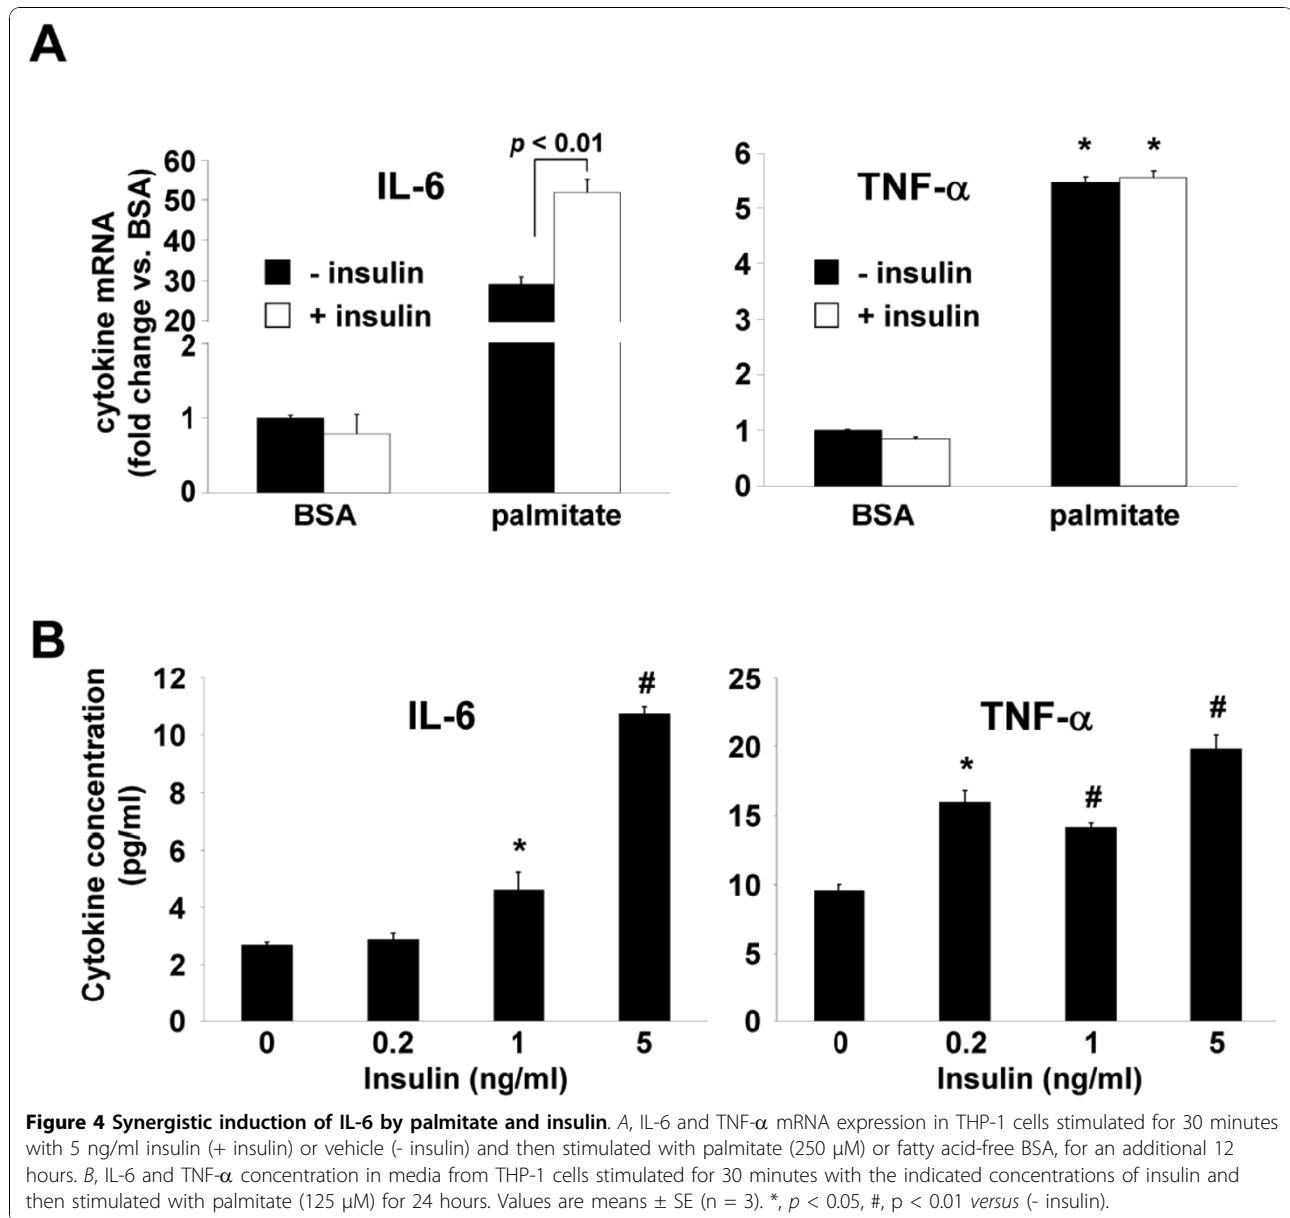 A
cytokine mRNA
(fold change vs. BSA)
60
50
40
30
20
2
1
0
IL-6
p < 0.01
- insulin
+ insulin
BSA palmitate
6
5
4
3
2
1
0
TNF-α
* *
- insulin
+ insulin
BSA palmitate
B
Cytokine concentration
(pg/ml)
12
10
8
6
4
2
0
IL-6
#
*
0 0.2 1 5
Insulin (ng/ml)
25
20
15
10
5
0
TNF-α
#
*
#
0 0.2 1 5
Insulin (ng/ml)
Figure 4 Synergistic induction of IL-6 by palmitate and insulin. A, IL-6 and TNF-α mRNA expression in THP-1 cells stimulated for 30 minutes
with 5 ng/ml insulin (+ insulin) or vehicle (- insulin) and then stimulated with palmitate (250 μM) or fatty acid-free BSA, for an additional 12
hours. B, IL-6 and TNF-α concentration in media from THP-1 cells stimulated for 30 minutes with the indicated concentrations of insulin and
then stimulated with palmitate (125 μM) for 24 hours. Values are means ± SE (n = 3). *, p < 0.05, #, p < 0.01 versus (- insulin).